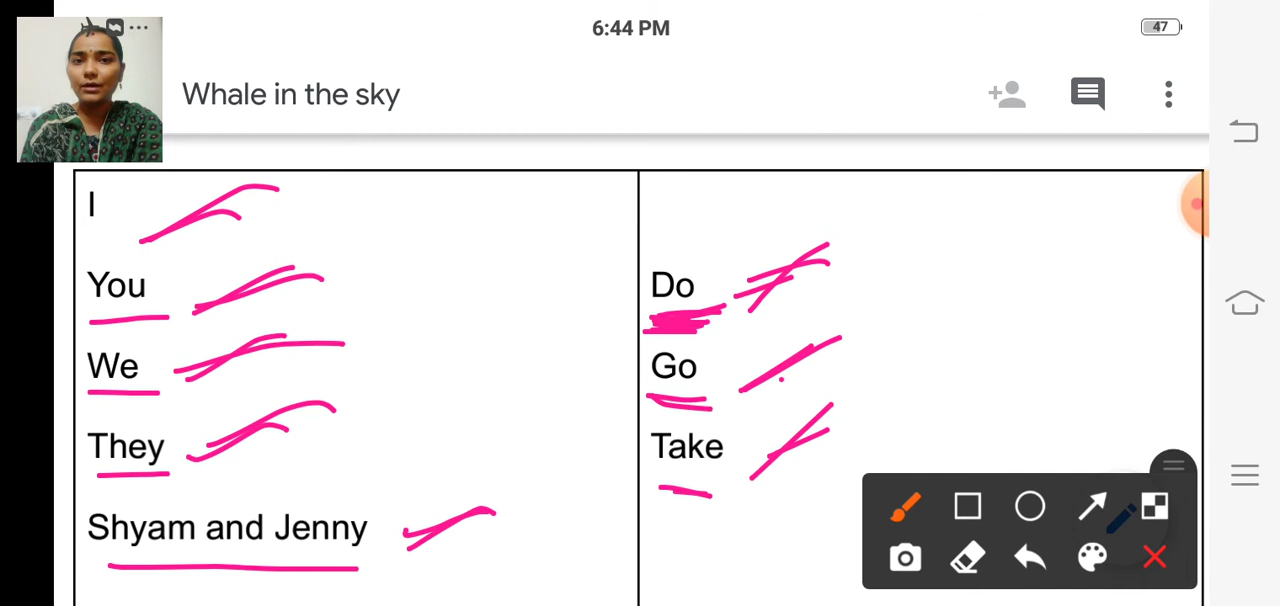 6:44 PM
47
Whale in the sky
I
You
Do
We
Go
They
Take
Shyam and Jenny